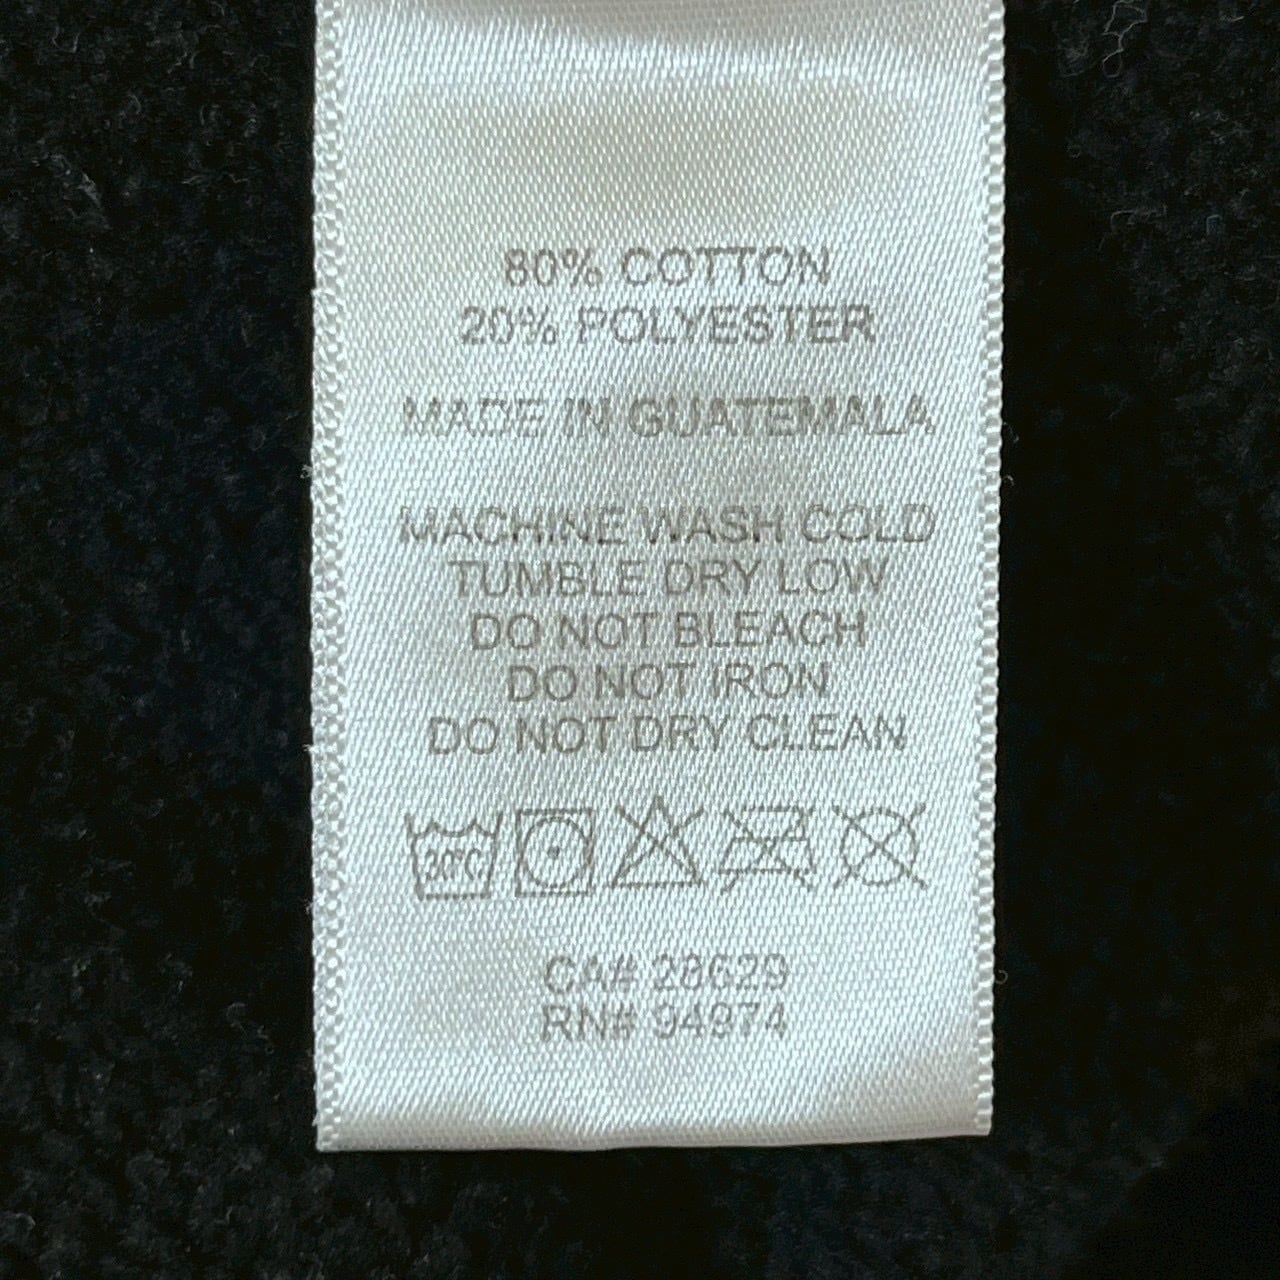 80% COTTON
20% POLYESTER
MADE IN GUATEMALA
MACHINE WASH COLD
TUMBLE DRY LOW
DO NOT BLEACH
DO NOT IRON
DO NOT DRY CLEAN
30°C
CA# 28629
RN# 94974